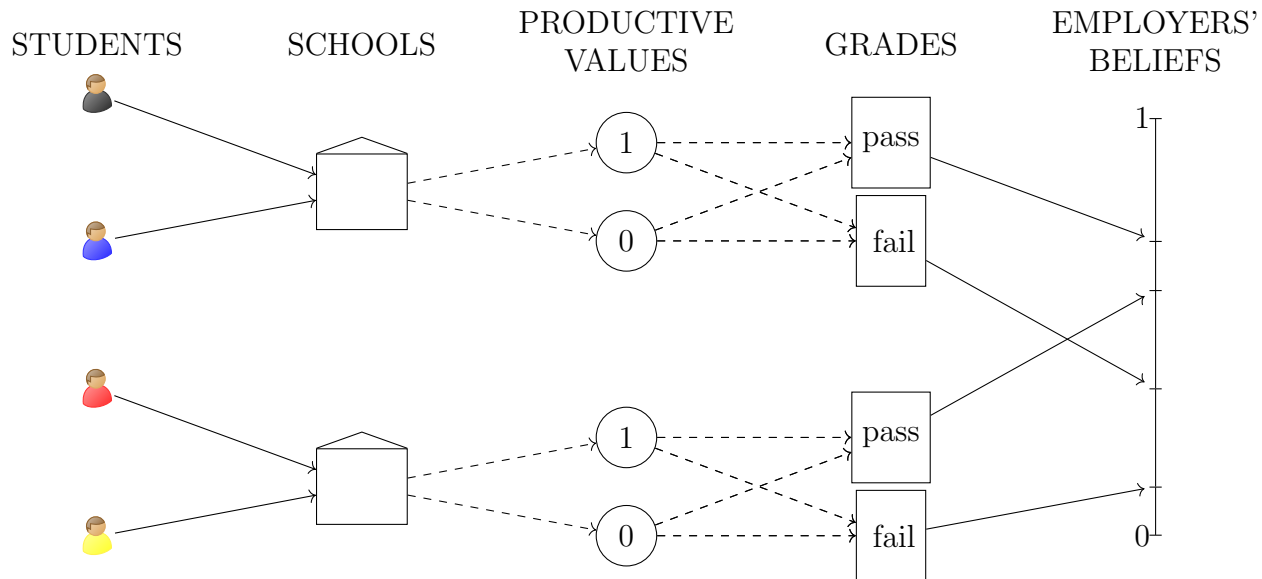 STUDENTS
SCHOOLS
PRODUCTIVE
VALUES
GRADES
EMPLOYERS'
BELIEFS
1
pass
1
0
fail
1
pass
0
fail
0